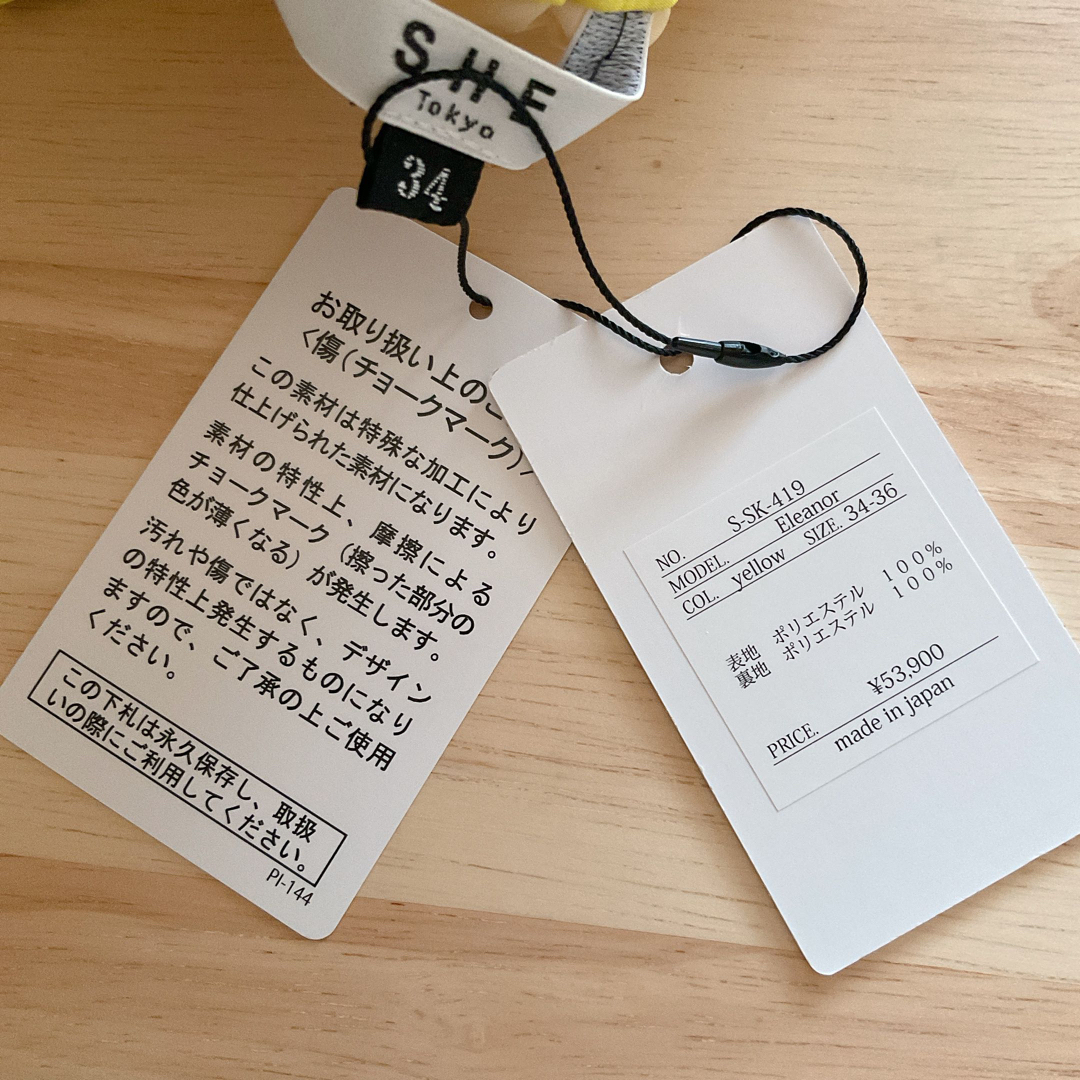 SHE
Tokyo
34
お取り扱い上のご
〈傷（チョークマーク）〉
この素材は特殊な加工により
仕上げられた素材になります。
素材の特性上、摩擦による
チョークマーク（擦った部分の
色が薄くなる）が発生します。
汚れや傷ではなく、デザイン
の特性上発生するものになり
ますので、ご了承の上ご使用
ください。
この下札は永久保存し、取扱
いの際にご利用してください。
PI-144
NO. S-SK-419
MODEL. Eleanor
COL. yellow SIZE. 34-36
表地 ポリエステル 100%
裏地 ポリエステル 100%
¥53,900
PRICE.
made in japan